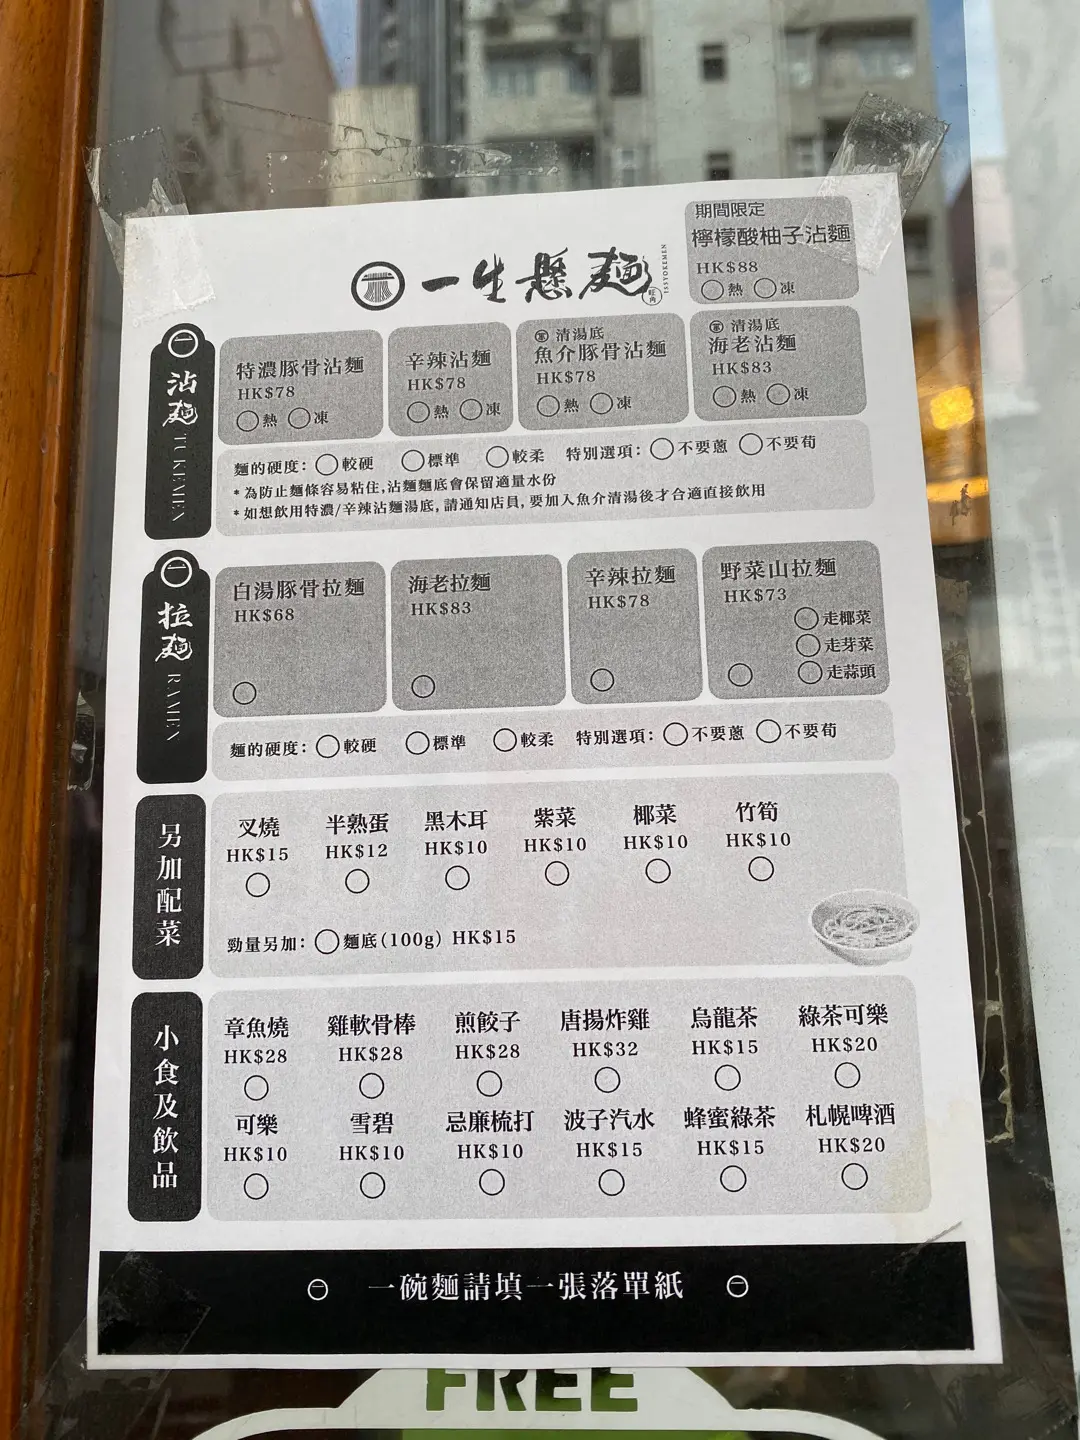 一生懸麵
ISSYOKEMEN
旺角
期間限定
檸檬酸柚子沾麵
HK$88
熱 凍
沾麵 TUKEMEN
特濃豚骨沾麵
HK$78
熱 凍
辛辣沾麵
HK$78
熱 凍
清湯底
魚介豚骨沾麵
HK$78
熱 凍
清湯底
海老沾麵
HK$83
熱 凍
麵的硬度: 較硬 標準 較柔 特別選項: 不要蔥 不要荀
* 為防止麵條容易粘住,沾麵麵底會保留適量水份
* 如想飲用特濃/辛辣沾麵湯底, 請通知店員, 要加入魚介清湯後才合適直接飲用
拉麵 RAMEN
白湯豚骨拉麵
HK$68
海老拉麵
HK$83
辛辣拉麵
HK$78
野菜山拉麵
HK$73
走椰菜
走芽菜
走蒜頭
麵的硬度: 較硬 標準 較柔 特別選項: 不要蔥 不要荀
另加配菜
叉燒 半熟蛋 黑木耳 紫菜 椰菜 竹筍
HK$15 HK$12 HK$10 HK$10 HK$10 HK$10
勁量另加: 麵底(100g) HK$15
小食及飲品
章魚燒 雞軟骨棒 煎餃子 唐揚炸雞 烏龍茶 綠茶可樂
HK$28 HK$28 HK$28 HK$32 HK$15 HK$20
可樂 雪碧 忌廉梳打 波子汽水 蜂蜜綠茶 札幌啤酒
HK$10 HK$10 HK$10 HK$15 HK$15 HK$20
一碗麵請填一張落單紙
FREE